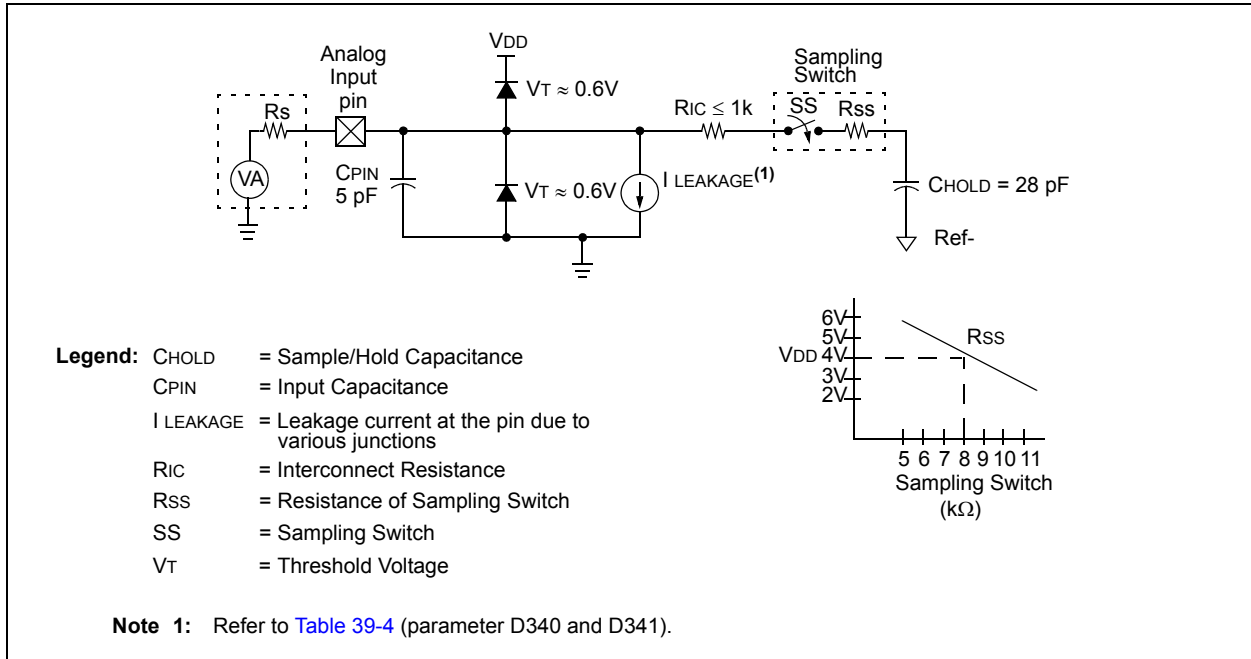 VDD
Analog
Input
pin
Sampling
Switch
Rs
VT ≈ 0.6V
RIC ≤ 1k
SS
Rss
VA
CPIN
5 pF
VT ≈ 0.6V
I LEAKAGE(1)
CHOLD = 28 pF
Ref-
6V
5V
VDD 4V
3V
2V
RSS
5 6 7 8 9 10 11
Sampling Switch
(kΩ)
Legend: CHOLD = Sample/Hold Capacitance
CPIN = Input Capacitance
I LEAKAGE = Leakage current at the pin due to
various junctions
RIC = Interconnect Resistance
RSS = Resistance of Sampling Switch
SS = Sampling Switch
VT = Threshold Voltage
Note 1: Refer to Table 39-4 (parameter D340 and D341).